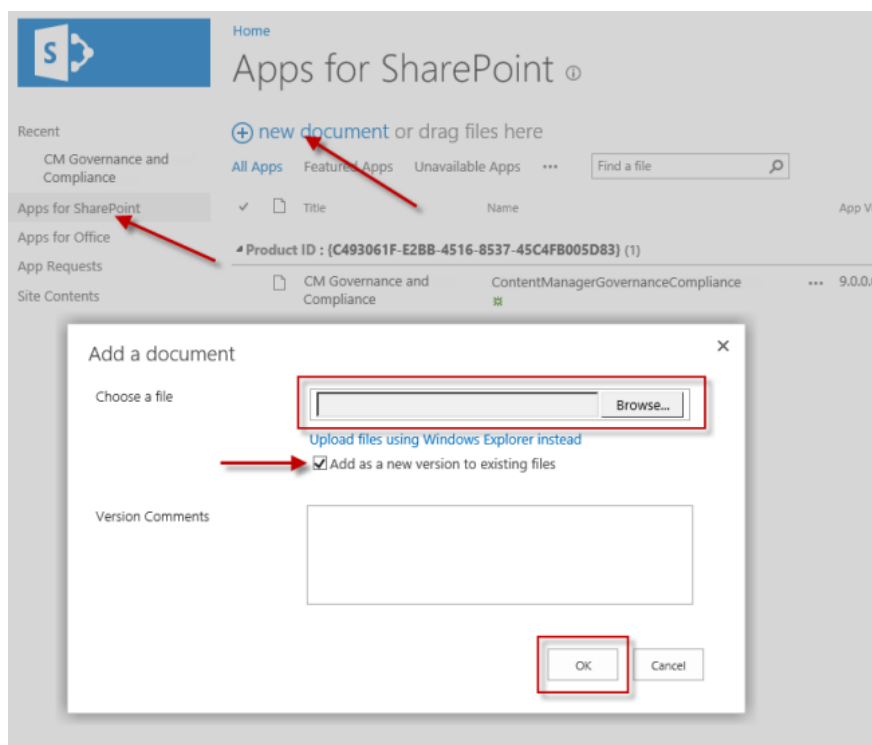 S
Home
Apps for SharePoint
Recent
CM Governance and
Compliance
Apps for SharePoint
Apps for Office
App Requests
Site Contents
new document or drag files here
All Apps Featured Apps Unavailable Apps ••• Find a file
Title Name App V
Product ID : {C493061F-E2BB-4516-8537-45C4FB005D83} (1)
CM Governance and
Compliance
ContentManagerGovernanceCompliance ••• 9.0.0.
Add a document
Choose a file
Browse...
Upload files using Windows Explorer instead
Add as a new version to existing files
Version Comments
OK Cancel